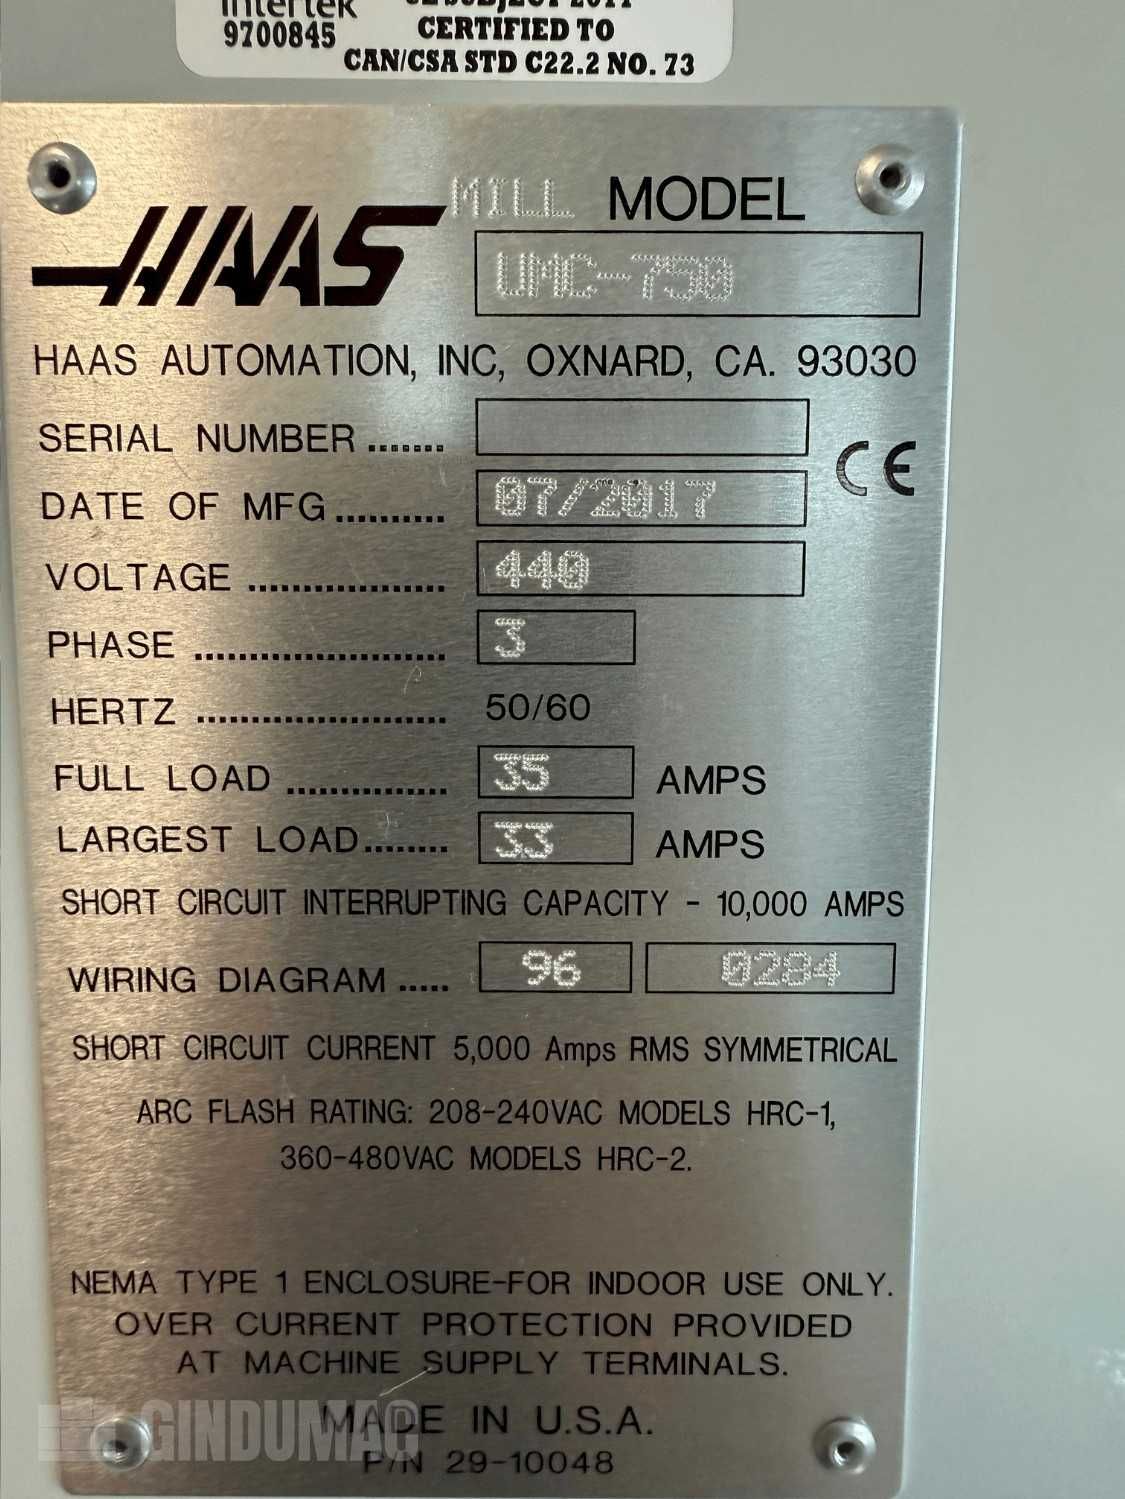 Intertek
9700845
UL SUBJECT 2011
CERTIFIED TO
CAN/CSA STD C22.2 NO. 73
HAAS
MILL MODEL
UMC-750
HAAS AUTOMATION, INC, OXNARD, CA. 93030
SERIAL NUMBER ........
CE
DATE OF MFG .......... 07/2017
VOLTAGE .................. 440
PHASE ....................... 3
HERTZ ....................... 50/60
FULL LOAD ............... 35 AMPS
LARGEST LOAD ........ 33 AMPS
SHORT CIRCUIT INTERRUPTING CAPACITY - 10,000 AMPS
WIRING DIAGRAM ..... 96 0284
SHORT CIRCUIT CURRENT 5,000 Amps RMS SYMMETRICAL
ARC FLASH RATING: 208-240VAC MODELS HRC-1,
360-480VAC MODELS HRC-2.
NEMA TYPE 1 ENCLOSURE-FOR INDOOR USE ONLY.
OVER CURRENT PROTECTION PROVIDED
AT MACHINE SUPPLY TERMINALS.
MADE IN U.S.A.
GINDUMAC
P/N 29-10048